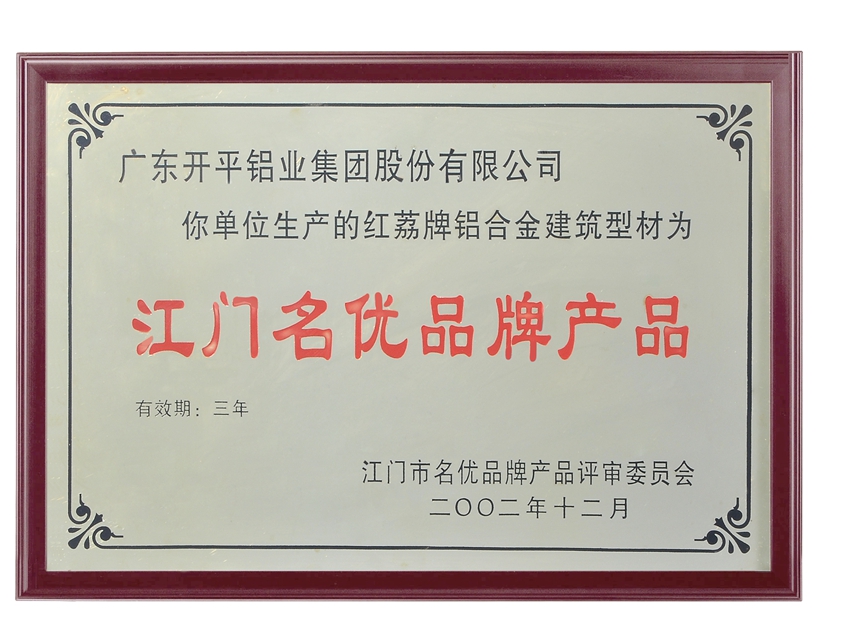 广东开平铝业集团股份有限公司
你单位生产的红荔牌铝合金建筑型材为
江门名优品牌产品
有效期：三年
江门市名优品牌产品评审委员会
二〇〇二年十二月